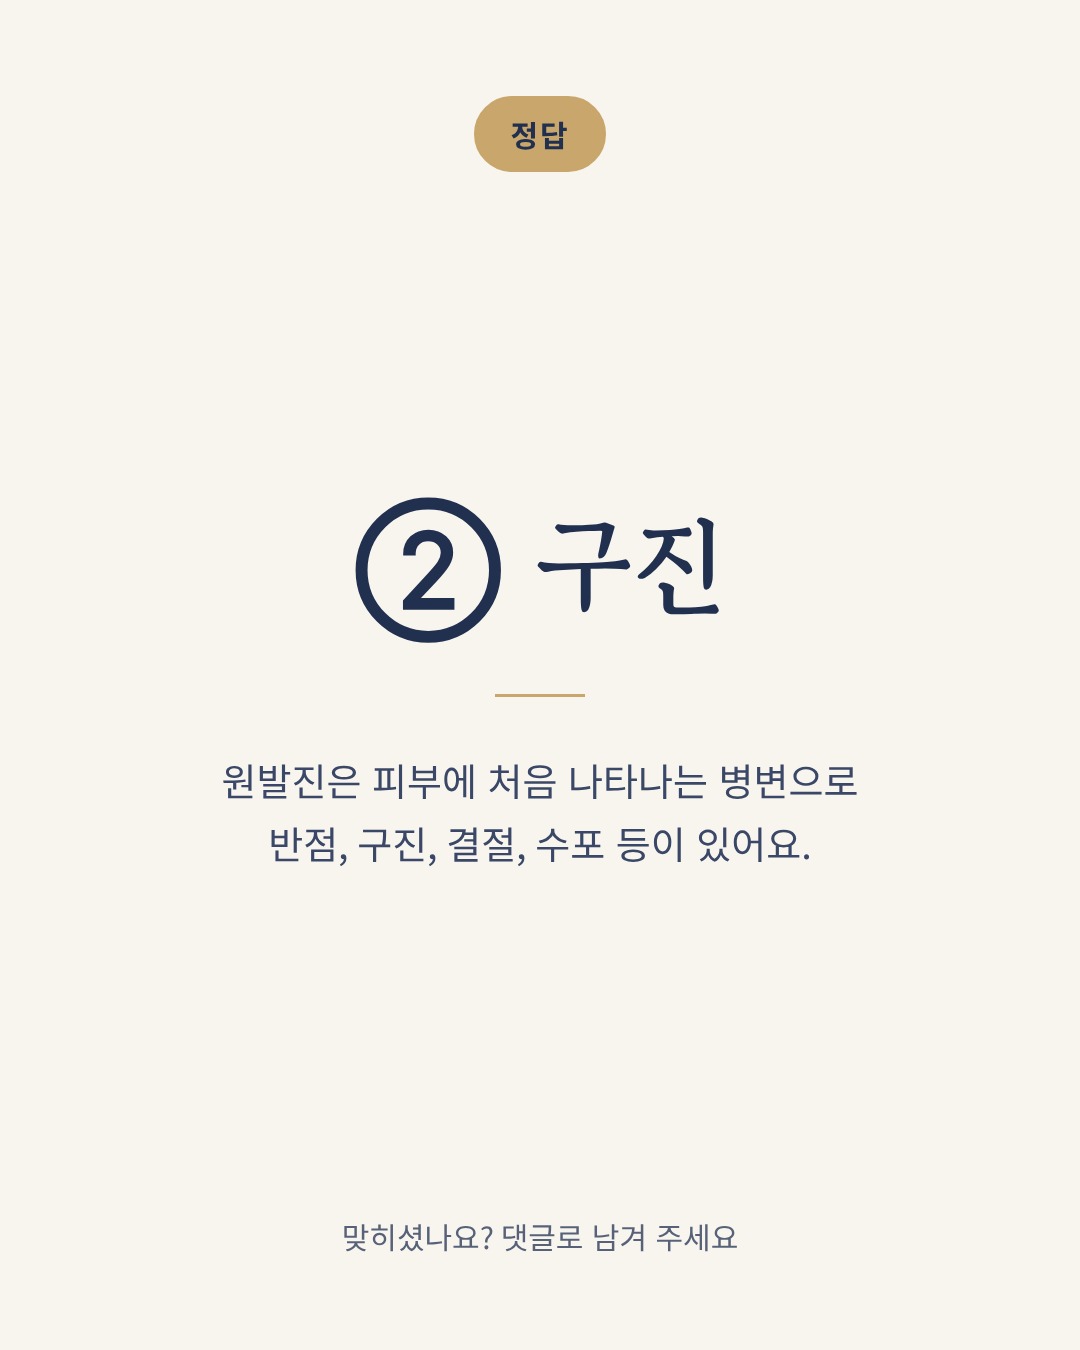 정답
② 구진
원발진은 피부에 처음 나타나는 병변으로
반점, 구진, 결절, 수포 등이 있어요.
맞히셨나요? 댓글로 남겨 주세요